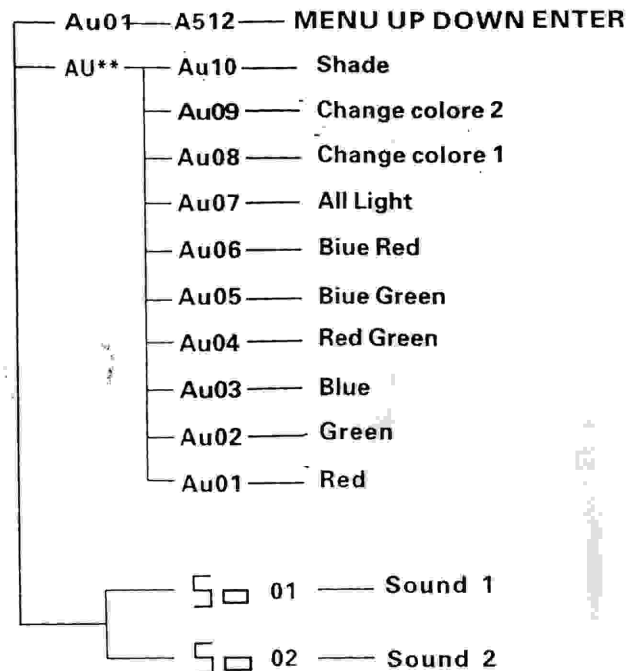 Au01 A512 MENU UP DOWN ENTER
AU** Au10 Shade
Au09 Change colore 2
Au08 Change colore 1
Au07 All Light
Au06 Biue Red
Au05 Biue Green
Au04 Red Green
Au03 Blue
Au02 Green
Au01 Red
So 01 Sound 1
So 02 Sound 2